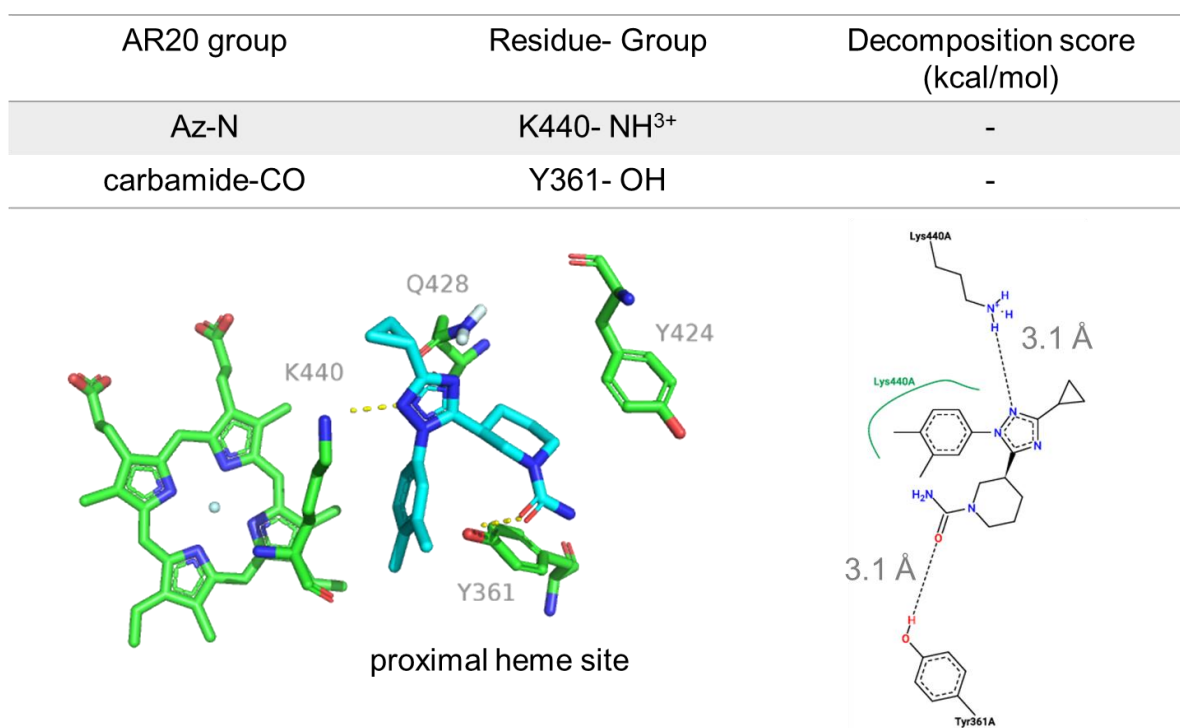 AR20 group Residue- Group Decomposition score
(kcal/mol)
Az-N K440- NH³⁺ -
carbamide-CO Y361- OH -
Q428
Y424
K440
Y361
proximal heme site
Lys440A
N⁺
H
H
H
3.1 Å
Lys440A
N
N
N
H₂N
N
O
3.1 Å
H
O
Tyr361A